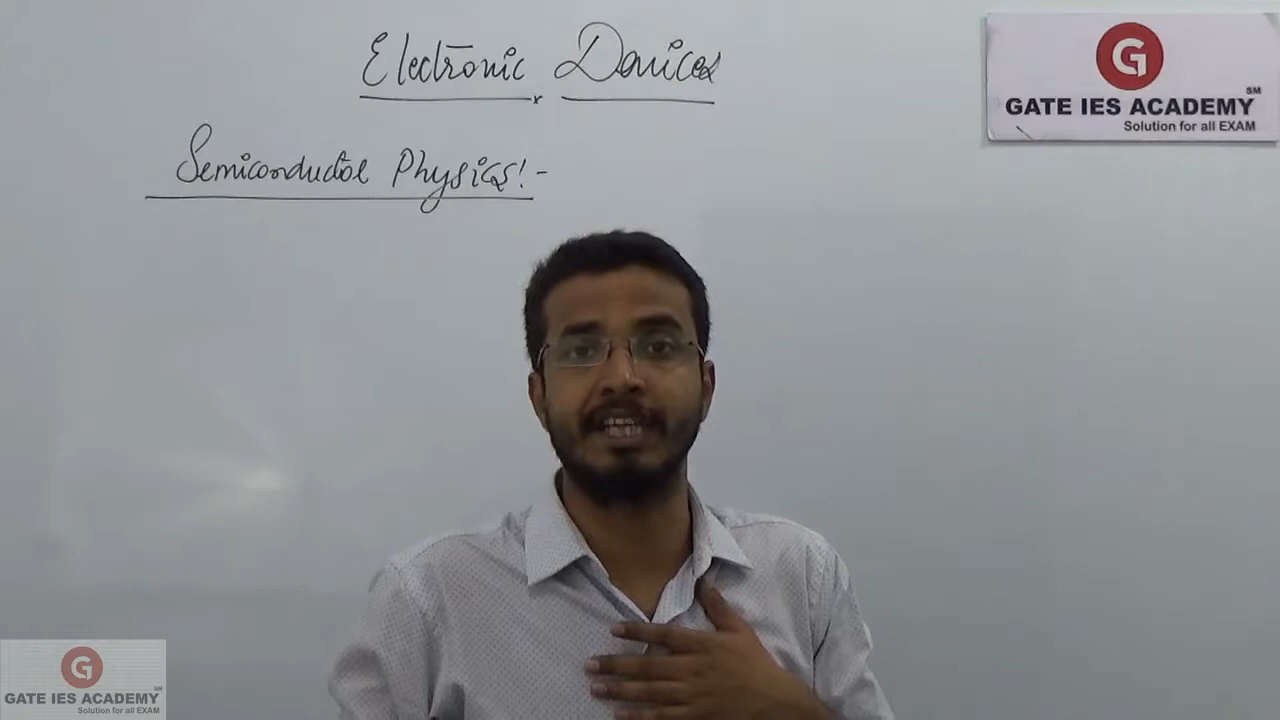 Electronic Devices
Semiconductor Physics:-
G
GATE IES ACADEMY SM
Solution for all EXAM
G
GATE IES ACADEMY SM
Solution for all EXAM